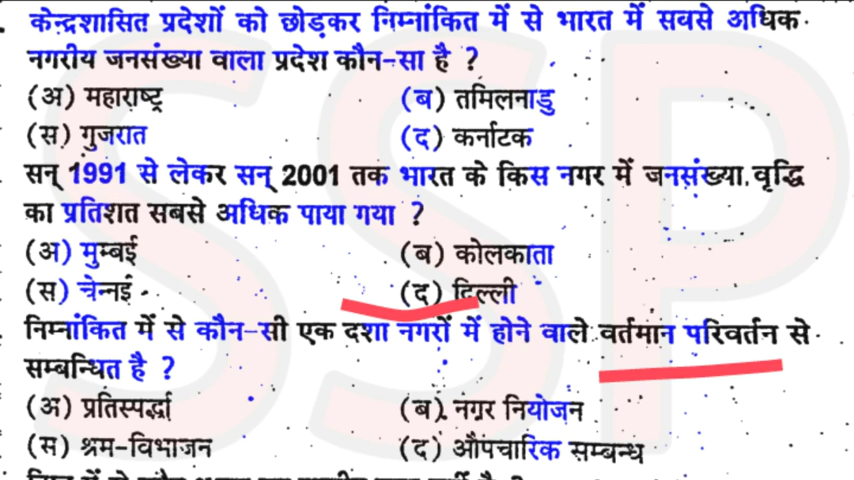 केन्द्रशासित प्रदेशों को छोड़कर निम्नांकित में से भारत में सबसे अधिक
नगरीय जनसंख्या वाला प्रदेश कौन-सा है ?
(अ) महाराष्ट्र (ब) तमिलनाडु
(स) गुजरात (द) कर्नाटक
सन् 1991 से लेकर सन् 2001 तक भारत के किस नगर में जनसंख्या वृद्धि
का प्रतिशत सबसे अधिक पाया गया ?
(अ) मुम्बई (ब) कोलकाता
(स) चेन्नई (द) दिल्ली
निम्नांकित में से कौन-सी एक दशा नगरों में होने वाले वर्तमान परिवर्तन से
सम्बन्धित है ?
(अ) प्रतिस्पर्द्धा (ब) नगर नियोजन
(स) श्रम-विभाजन (द) औपचारिक सम्बन्ध
SSP